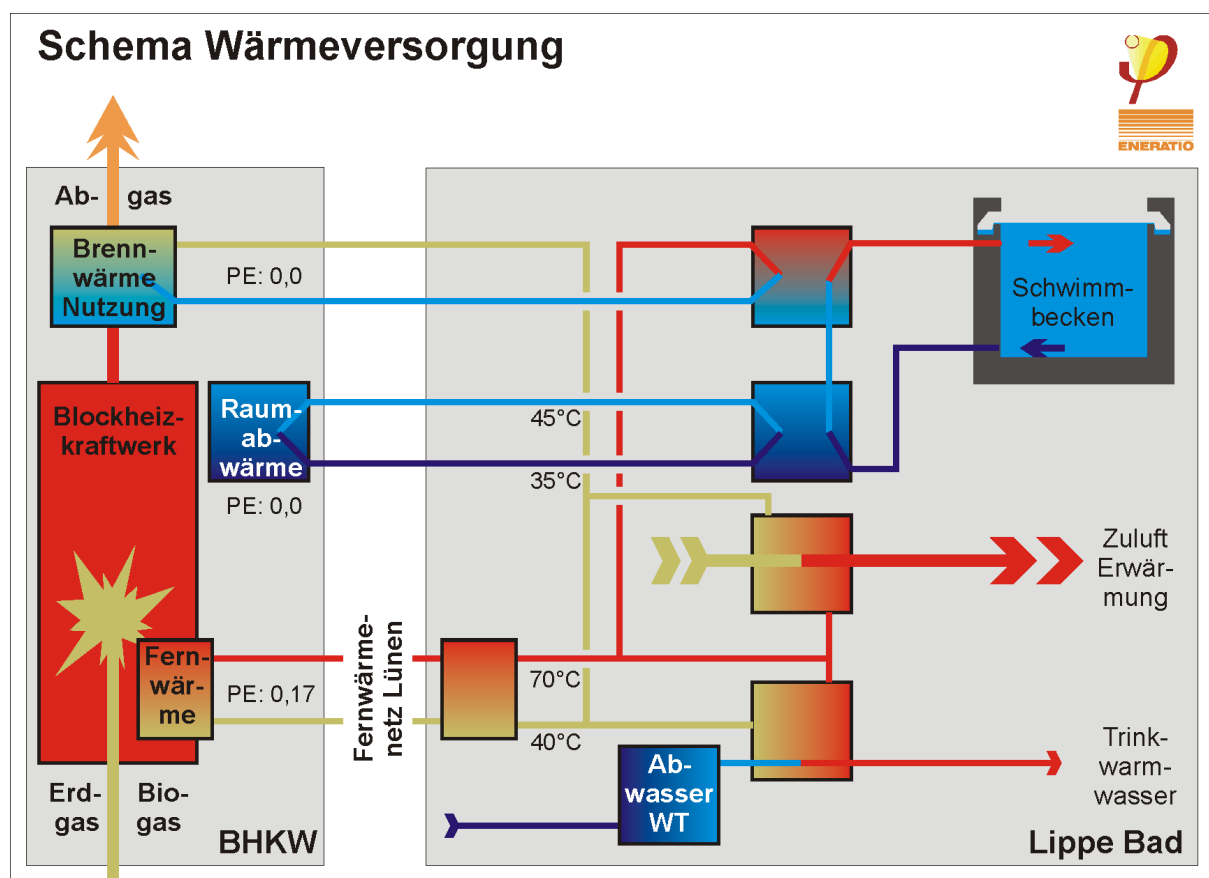 Schema Wärmeversorgung
ENERATIO
Ab- gas
Brenn-
wärme
Nutzung
PE: 0,0
Schwimm-
becken
Blockheiz-
kraftwerk
Raum-
ab-
wärme
45°C
35°C
PE: 0,0
Zuluft
Erwär-
mung
Fern-
wär-
me
PE: 0,17
Fernwärme-
netz Lünen
70°C
40°C
Ab-
wasser
WT
Trink-
warm-
wasser
Erd-
gas
Bio-
gas
BHKW
Lippe Bad